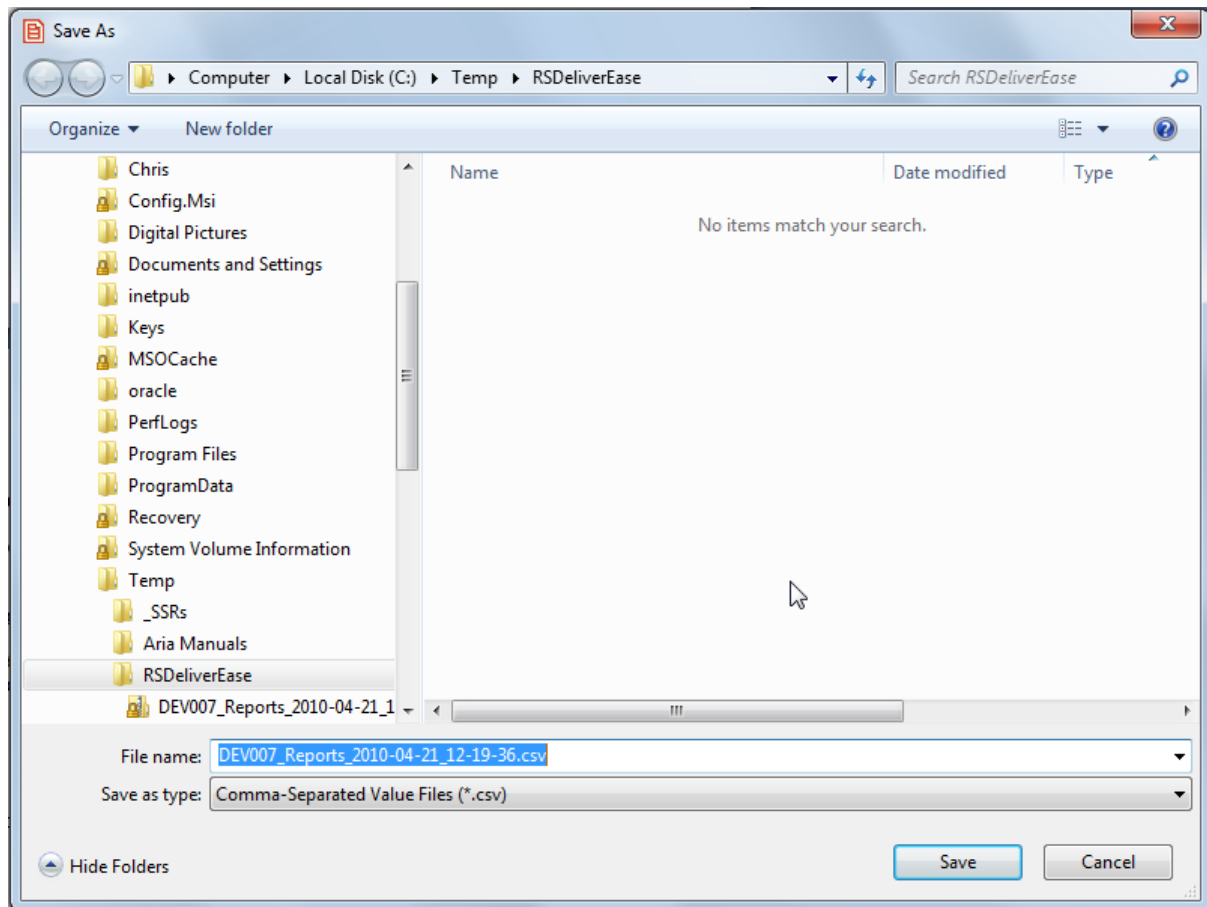 Save As
Computer Local Disk (C:) Temp RSDeliverEase Search RSDeliverEase
Organize New folder
Name Date modified Type
No items match your search.
Chris
Config.Msi
Digital Pictures
Documents and Settings
inetpub
Keys
MSOCache
oracle
PerfLogs
Program Files
ProgramData
Recovery
System Volume Information
Temp
_SSRs
Aria Manuals
RSDeliverEase
DEV007_Reports_2010-04-21_1
File name: DEV007_Reports_2010-04-21_12-19-36.csv
Save as type: Comma-Separated Value Files (*.csv)
Hide Folders Save Cancel